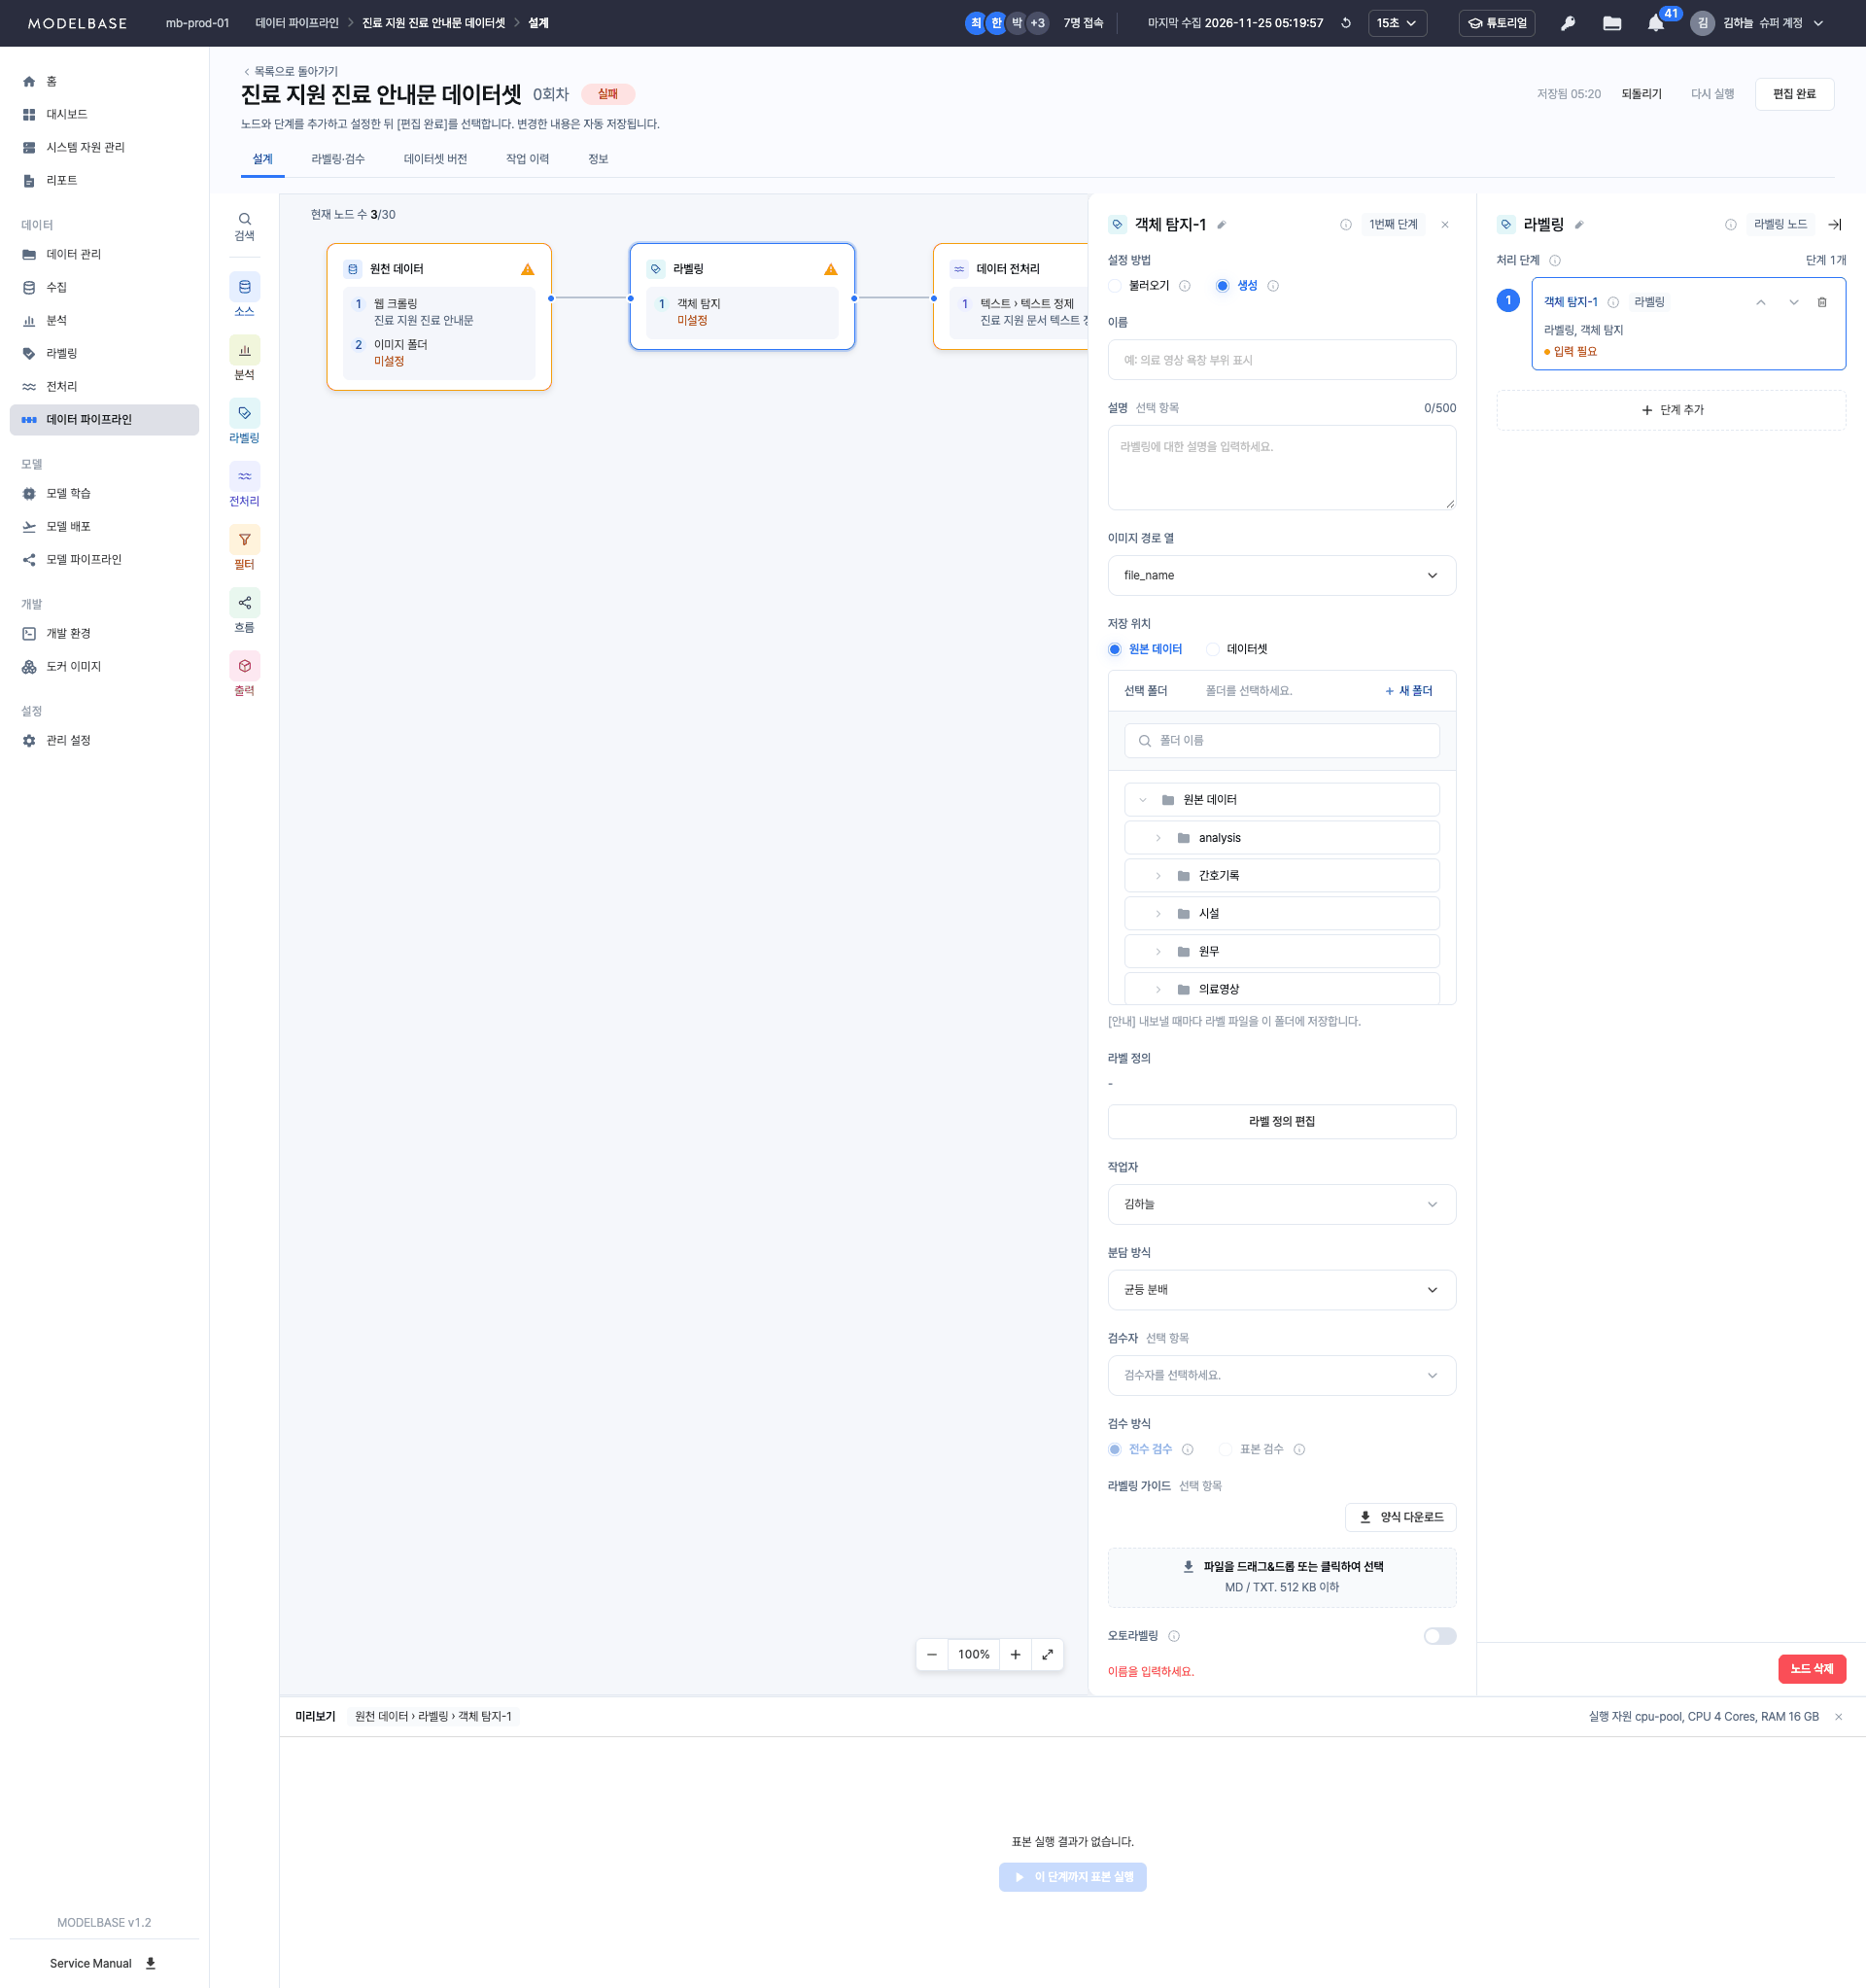 MODELBASE
mb-prod-01
데이터 파이프라인 > 진료 지원 진료 안내문 데이터셋 > 설계
최 한 박 +3 7명 접속
마지막 수집 2026-11-25 05:19:57
15초
튜토리얼
41
김 김하늘 슈퍼 계정
홈
대시보드
시스템 자원 관리
리포트
데이터
데이터 관리
수집
분석
라벨링
전처리
데이터 파이프라인
모델
모델 학습
모델 배포
모델 파이프라인
개발
개발 환경
도커 이미지
설정
관리 설정
MODELBASE v1.2
Service Manual
목록으로 돌아가기
진료 지원 진료 안내문 데이터셋 0회차 실패
저장됨 05:20 되돌리기 다시 실행 편집 완료
노드와 단계를 추가하고 설정한 뒤 [편집 완료]를 선택합니다. 변경한 내용은 자동 저장됩니다.
설계 라벨링·검수 데이터셋 버전 작업 이력 정보
검색
소스
분석
라벨링
전처리
필터
흐름
출력
현재 노드 수 3/30
원천 데이터
1 웹 크롤링
진료 지원 진료 안내문
2 이미지 폴더
미설정
라벨링
1 객체 탐지
미설정
데이터 전처리
1 텍스트 › 텍스트 정제
진료 지원 문서 텍스트 정
100%
객체 탐지-1 1번째 단계
설정 방법
불러오기 생성
이름
예: 의료 영상 욕창 부위 표시
설명 선택 항목 0/500
라벨링에 대한 설명을 입력하세요.
이미지 경로 열
file_name
저장 위치
원본 데이터 데이터셋
선택 폴더 폴더를 선택하세요. + 새 폴더
폴더 이름
원본 데이터
analysis
간호기록
시설
원무
의료영상
[안내] 내보낼 때마다 라벨 파일을 이 폴더에 저장합니다.
라벨 정의
-
라벨 정의 편집
작업자
김하늘
분담 방식
균등 분배
검수자 선택 항목
검수자를 선택하세요.
검수 방식
전수 검수 표본 검수
라벨링 가이드 선택 항목
양식 다운로드
파일을 드래그&드롭 또는 클릭하여 선택
MD / TXT. 512 KB 이하
오토라벨링
이름을 입력하세요.
라벨링 라벨링 노드
처리 단계 단계 1개
1 객체 탐지-1 라벨링
라벨링, 객체 탐지
입력 필요
+ 단계 추가
노드 삭제
미리보기 원천 데이터 › 라벨링 › 객체 탐지-1
실행 자원 cpu-pool, CPU 4 Cores, RAM 16 GB
표본 실행 결과가 없습니다.
이 단계까지 표본 실행